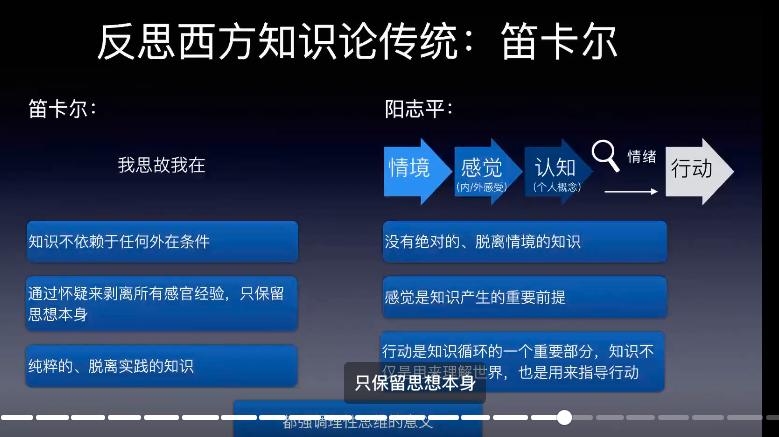 反思西方知识论传统：笛卡尔
笛卡尔：
我思故我在
知识不依赖于任何外在条件
通过怀疑来剥离所有感官经验，只保留
思想本身
纯粹的、脱离实践的知识
阳志平：
情境
感觉
(内/外感受)
认知
(个人概念)
情绪
行动
没有绝对的、脱离情境的知识
感觉是知识产生的重要前提
行动是知识循环的一个重要部分，知识不
仅是用来理解世界，也是用来指导行动
只保留思想本身
都强调理性思维的意义